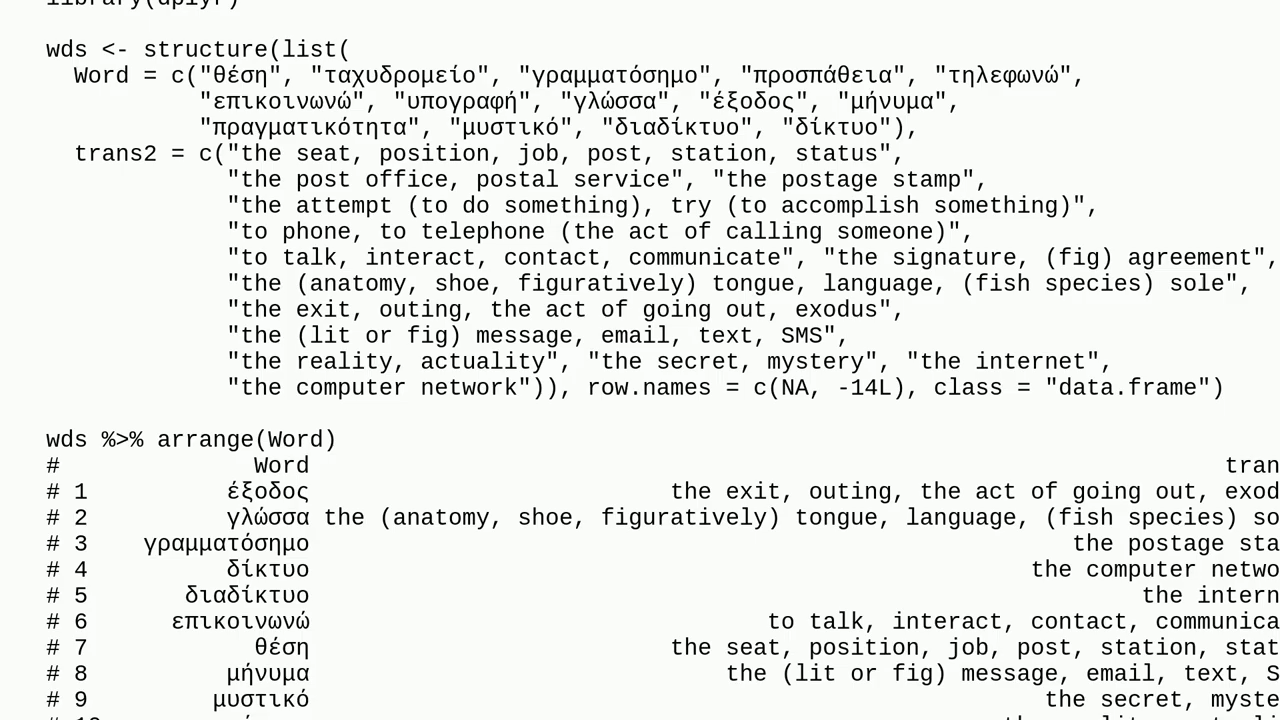 library(dplyr)
wds <- structure(list(
Word = c("θέση", "ταχυδρομείο", "γραμματόσημο", "προσπάθεια", "τηλεφωνώ",
"επικοινωνώ", "υπογραφή", "γλώσσα", "έξοδος", "μήνυμα",
"πραγματικότητα", "μυστικό", "διαδίκτυο", "δίκτυο"),
trans2 = c("the seat, position, job, post, station, status",
"the post office, postal service", "the postage stamp",
"the attempt (to do something), try (to accomplish something)",
"to phone, to telephone (the act of calling someone)",
"to talk, interact, contact, communicate", "the signature, (fig) agreement",
"the (anatomy, shoe, figuratively) tongue, language, (fish species) sole",
"the exit, outing, the act of going out, exodus",
"the (lit or fig) message, email, text, SMS",
"the reality, actuality", "the secret, mystery", "the internet",
"the computer network")), row.names = c(NA, -14L), class = "data.frame")
wds %>% arrange(Word)
# Word tran
# 1 έξοδος the exit, outing, the act of going out, exod
# 2 γλώσσα the (anatomy, shoe, figuratively) tongue, language, (fish species) so
# 3 γραμματόσημο the postage sta
# 4 δίκτυο the computer netwo
# 5 διαδίκτυο the intern
# 6 επικοινωνώ to talk, interact, contact, communica
# 7 θέση the seat, position, job, post, station, stat
# 8 μήνυμα the (lit or fig) message, email, text, S
# 9 μυστικό the secret, myste